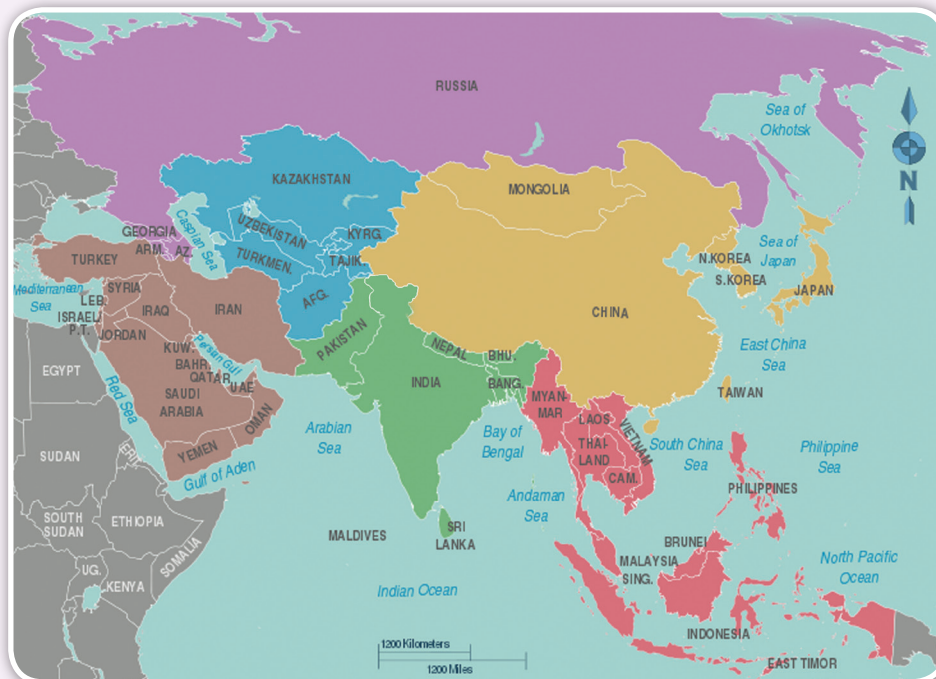 RUSSIA
Sea of
Okhotsk
N
KAZAKHSTAN
MONGOLIA
UZBEKISTAN
KYRG.
Caspian Sea
GEORGIA
ARM.
AZ.
TURKMEN.
TAJIK.
TURKEY
N.KOREA
S.KOREA
Sea of
Japan
JAPAN
Mediterranean
Sea
SYRIA
LEB.
ISRAEL/
P.T.
IRAQ
IRAN
AFG.
CHINA
JORDAN
PAKISTAN
KUW.
Persian Gulf
BAHR.
QATAR
UAE
NEPAL
BHU.
East China
Sea
EGYPT
Red Sea
SAUDI
ARABIA
OMAN
INDIA
BANG.
MYAN-
MAR
TAIWAN
LAOS
VIETNAM
Arabian
Sea
Bay of
Bengal
THAI-
LAND
South China
Sea
Philippine
Sea
SUDAN
ERI.
YEMEN
Gulf of Aden
CAM.
Andaman
Sea
PHILIPPINES
SOUTH
SUDAN
ETHIOPIA
SOMALIA
MALDIVES
SRI
LANKA
BRUNEI
MALAYSIA
SING.
North Pacific
Ocean
UG.
KENYA
Indian Ocean
INDONESIA
EAST TIMOR
1200 Kilometers
1200 Miles